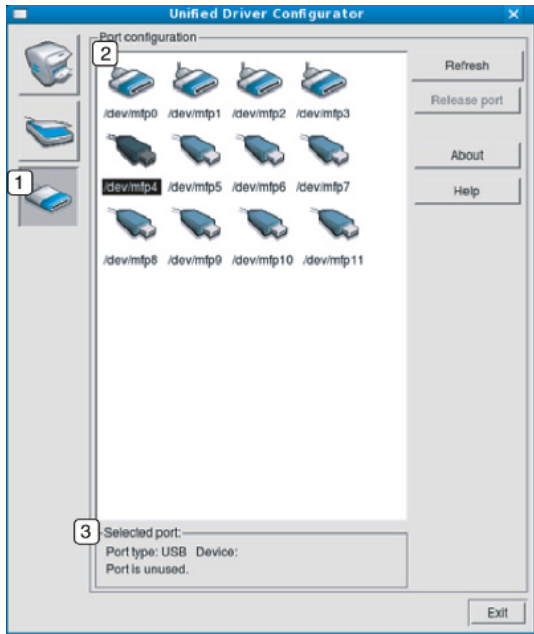 Unified Driver Configurator
Port configuration
2
/dev/mfp0 /dev/mfp1 /dev/mfp2 /dev/mfp3
/dev/mfp4 /dev/mfp5 /dev/mfp6 /dev/mfp7
/dev/mfp8 /dev/mfp9 /dev/mfp10 /dev/mfp11
Refresh
Release port
About
Help
1
3
Selected port:
Port type: USB Device:
Port is unused.
Exit